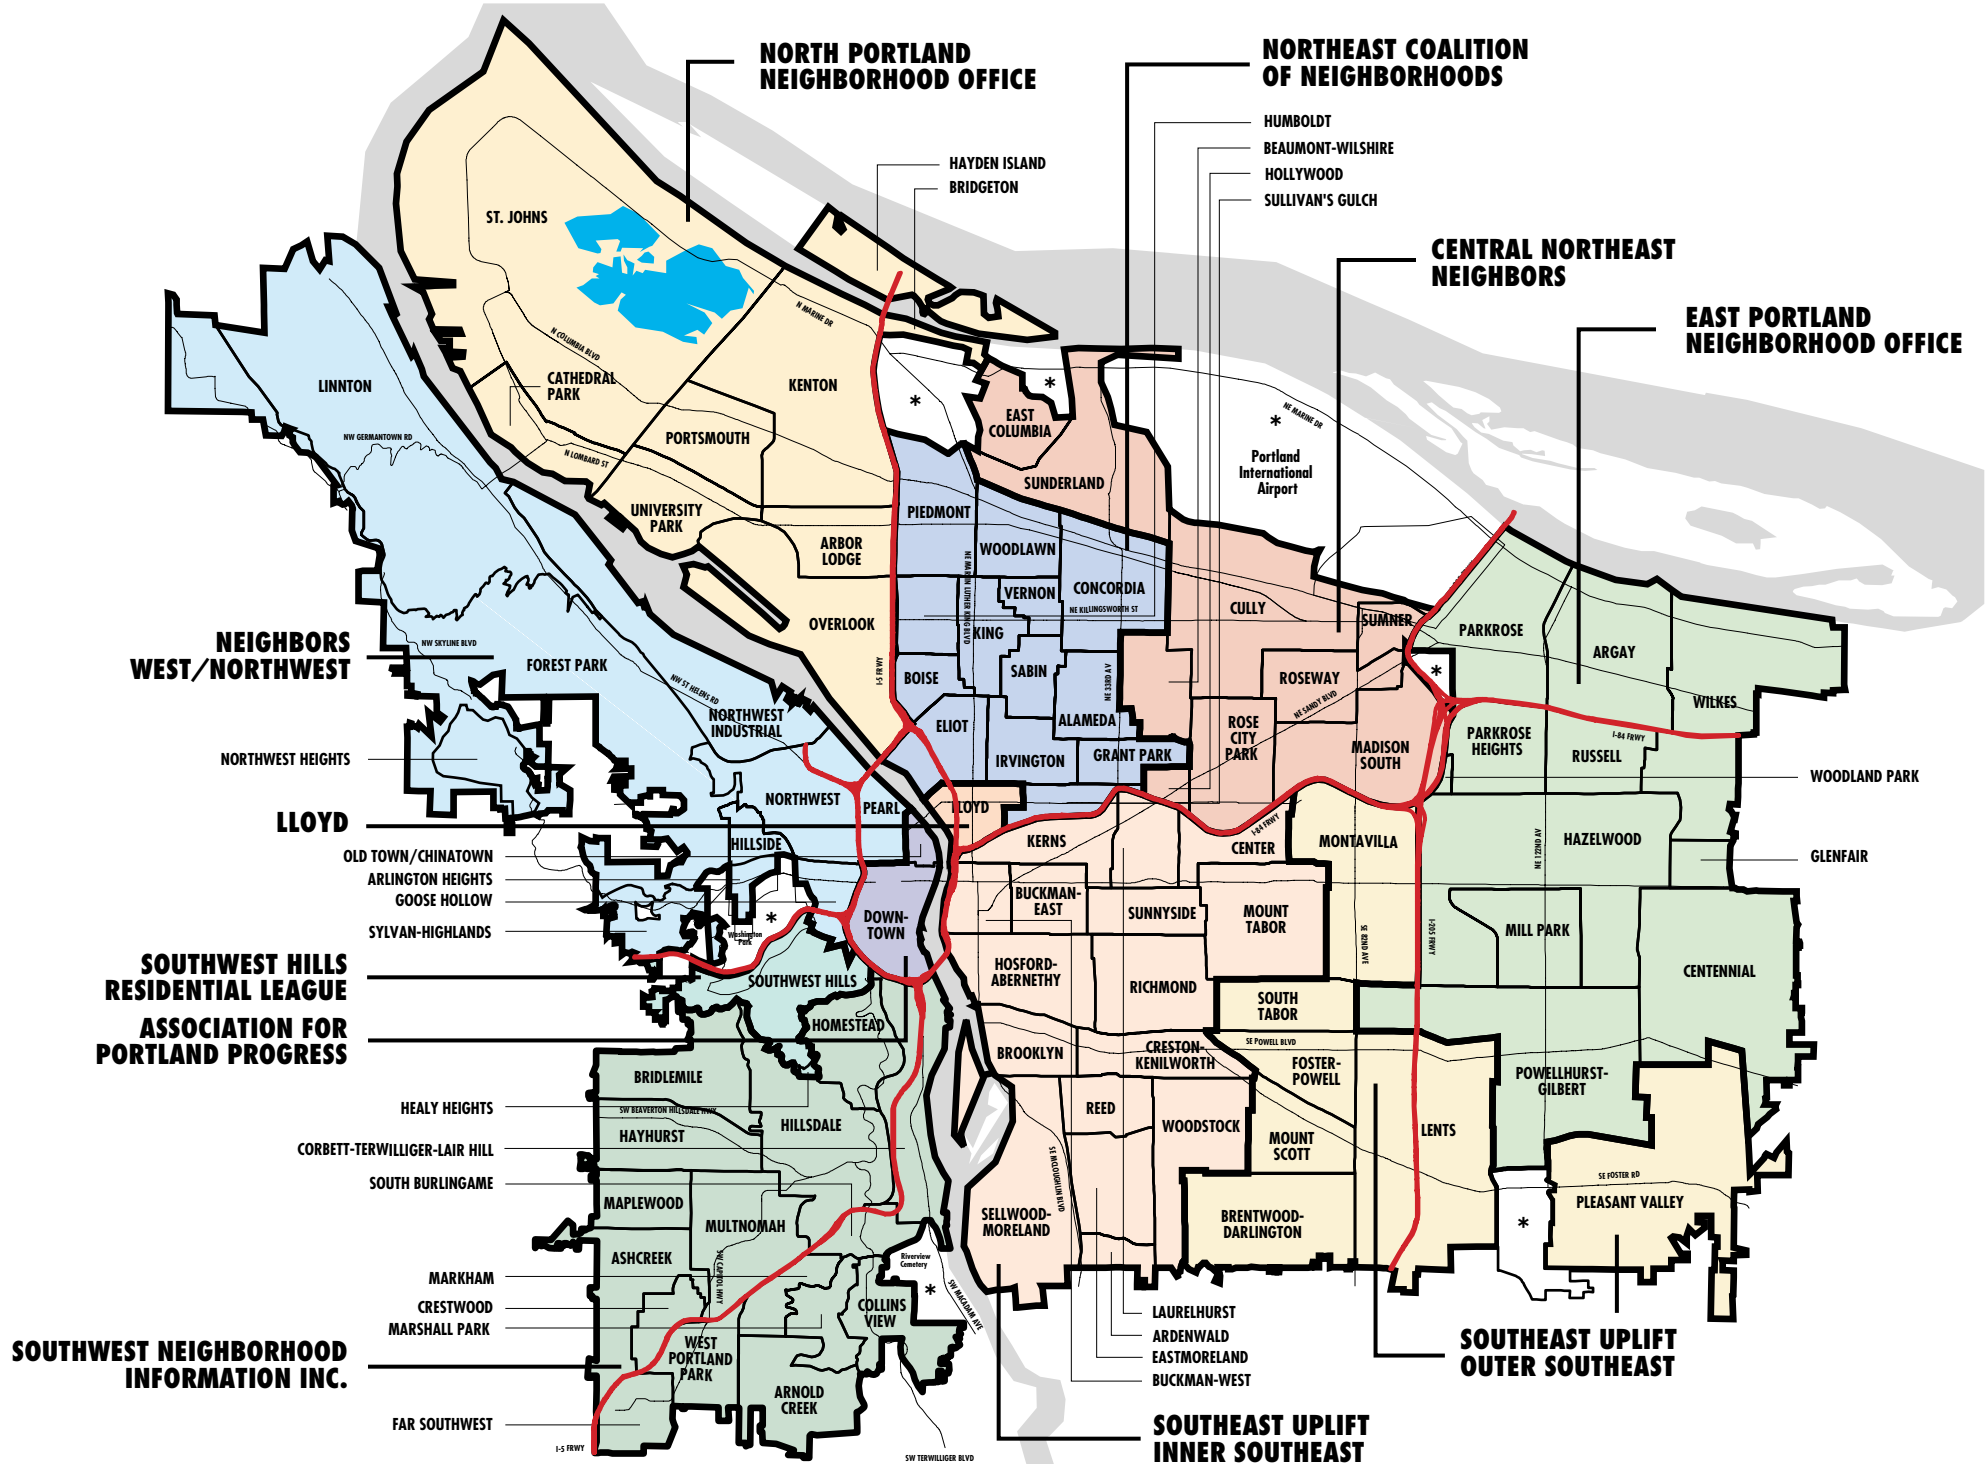 NORTH PORTLAND
NEIGHBORHOOD OFFICE
NORTHEAST COALITION
OF NEIGHBORHOODS
HUMBOLDT
BEAUMONT-WILSHIRE
HOLLYWOOD
SULLIVAN'S GULCH
HAYDEN ISLAND
BRIDGETON
CENTRAL NORTHEAST
NEIGHBORS
EAST PORTLAND
NEIGHBORHOOD OFFICE
ST. JOHNS
N MARINE DR
N COLUMBIA BLVD
CATHEDRAL
PARK
KENTON
LINNTON
NW GERMANTOWN RD
PORTSMOUTH
N LOMBARD ST
UNIVERSITY
PARK
ARBOR
LODGE
OVERLOOK
I-5 FRWY
*
*
*
EAST
COLUMBIA
SUNDERLAND
NE MARINE DR
Portland
International
Airport
PIEDMONT
WOODLAWN
NE MARTIN LUTHER KING BLVD
VERNON
CONCORDIA
NE KILLINGSWORTH ST
KING
SABIN
BOISE
NE 33RD AV
ELIOT
ALAMEDA
IRVINGTON
GRANT PARK
CULLY
SUMNER
ROSEWAY
NE SANDY BLVD
ROSE
CITY
PARK
MADISON
SOUTH
*
PARKROSE
ARGAY
WILKES
PARKROSE
HEIGHTS
RUSSELL
I-84 FRWY
WOODLAND PARK
HAZELWOOD
NE 122ND AV
GLENFAIR
MILL PARK
CENTENNIAL
POWELLHURST-
GILBERT
NEIGHBORS
WEST/NORTHWEST
NW SKYLINE BLVD
FOREST PARK
NW ST HELENS RD
NORTHWEST
INDUSTRIAL
NORTHWEST HEIGHTS
NORTHWEST
PEARL
LLOYD
LLOYD
HILLSIDE
OLD TOWN/CHINATOWN
ARLINGTON HEIGHTS
GOOSE HOLLOW
SYLVAN-HIGHLANDS
*
Washington
Park
DOWN-
TOWN
SOUTHWEST HILLS
RESIDENTIAL LEAGUE
SOUTHWEST HILLS
ASSOCIATION FOR
PORTLAND PROGRESS
HOMESTEAD
KERNS
CENTER
I-84 FRWY
MONTAVILLA
BUCKMAN-
EAST
SUNNYSIDE
MOUNT
TABOR
SE 82ND AVE
I-205 FRWY
HOSFORD-
ABERNETHY
RICHMOND
SOUTH
TABOR
BROOKLYN
CRESTON-
KENILWORTH
SE POWELL BLVD
FOSTER-
POWELL
REED
WOODSTOCK
MOUNT
SCOTT
LENTS
SE MCLOUGHLIN BLVD
SELLWOOD-
MORELAND
BRENTWOOD-
DARLINGTON
SE FOSTER RD
PLEASANT VALLEY
*
BRIDLEMILE
HEALY HEIGHTS
SW BEAVERTON HILLSDALE HWY
HAYHURST
HILLSDALE
CORBETT-TERWILLIGER-LAIR HILL
SOUTH BURLINGAME
MAPLEWOOD
MULTNOMAH
ASHCREEK
SW CAPITOL HWY
MARKHAM
CRESTWOOD
MARSHALL PARK
Riverview
Cemetery
*
SW MACADAM AVE
COLLINS
VIEW
WEST
PORTLAND
PARK
ARNOLD
CREEK
SOUTHWEST NEIGHBORHOOD
INFORMATION INC.
FAR SOUTHWEST
I-5 FRWY
SW TERWILLIGER BLVD
LAURELHURST
ARDENWALD
EASTMORELAND
BUCKMAN-WEST
SOUTHEAST UPLIFT
OUTER SOUTHEAST
SOUTHEAST UPLIFT
INNER SOUTHEAST